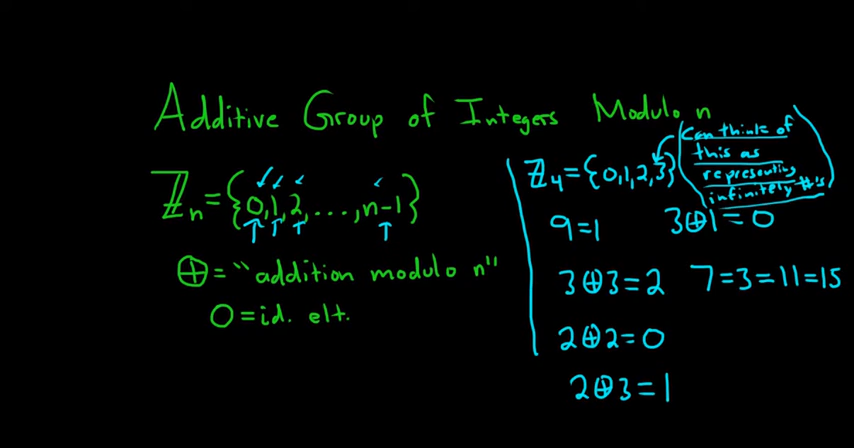 Additive Group of Integers Modulo n
ℤₙ = {0, 1, 2, ..., n-1}
⊕ = "addition modulo n"
0 = id. elt.
ℤ₄ = {0, 1, 2, 3}
(Can think of
this as
representing
infinitely #'s)
9 = 1
3 ⊕ 1 = 0
3 ⊕ 3 = 2
7 = 3 = 11 = 15
2 ⊕ 2 = 0
2 ⊕ 3 = 1